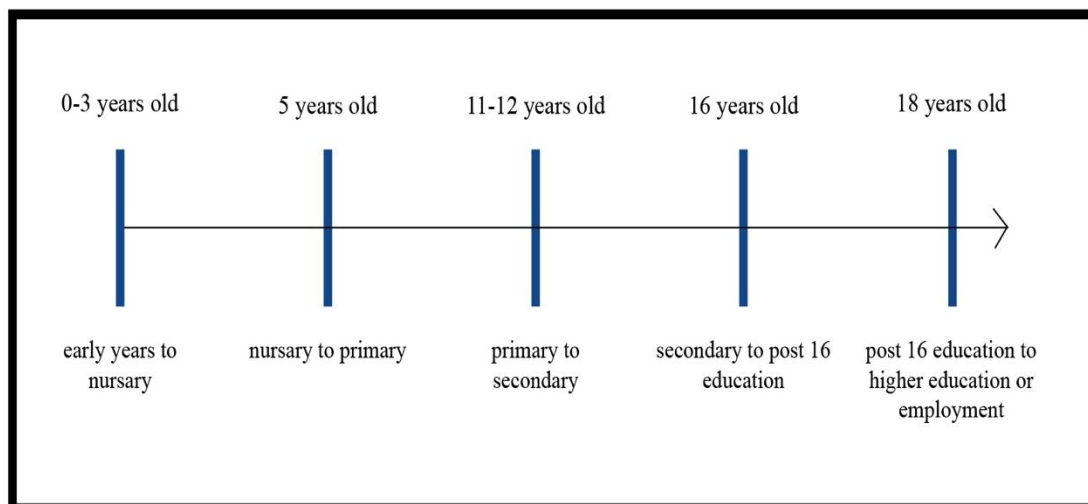 0-3 years old
5 years old
11-12 years old
16 years old
18 years old
early years to
nursary
nursary to primary
primary to
secondary
secondary to post 16
education
post 16 education to
higher education or
employment